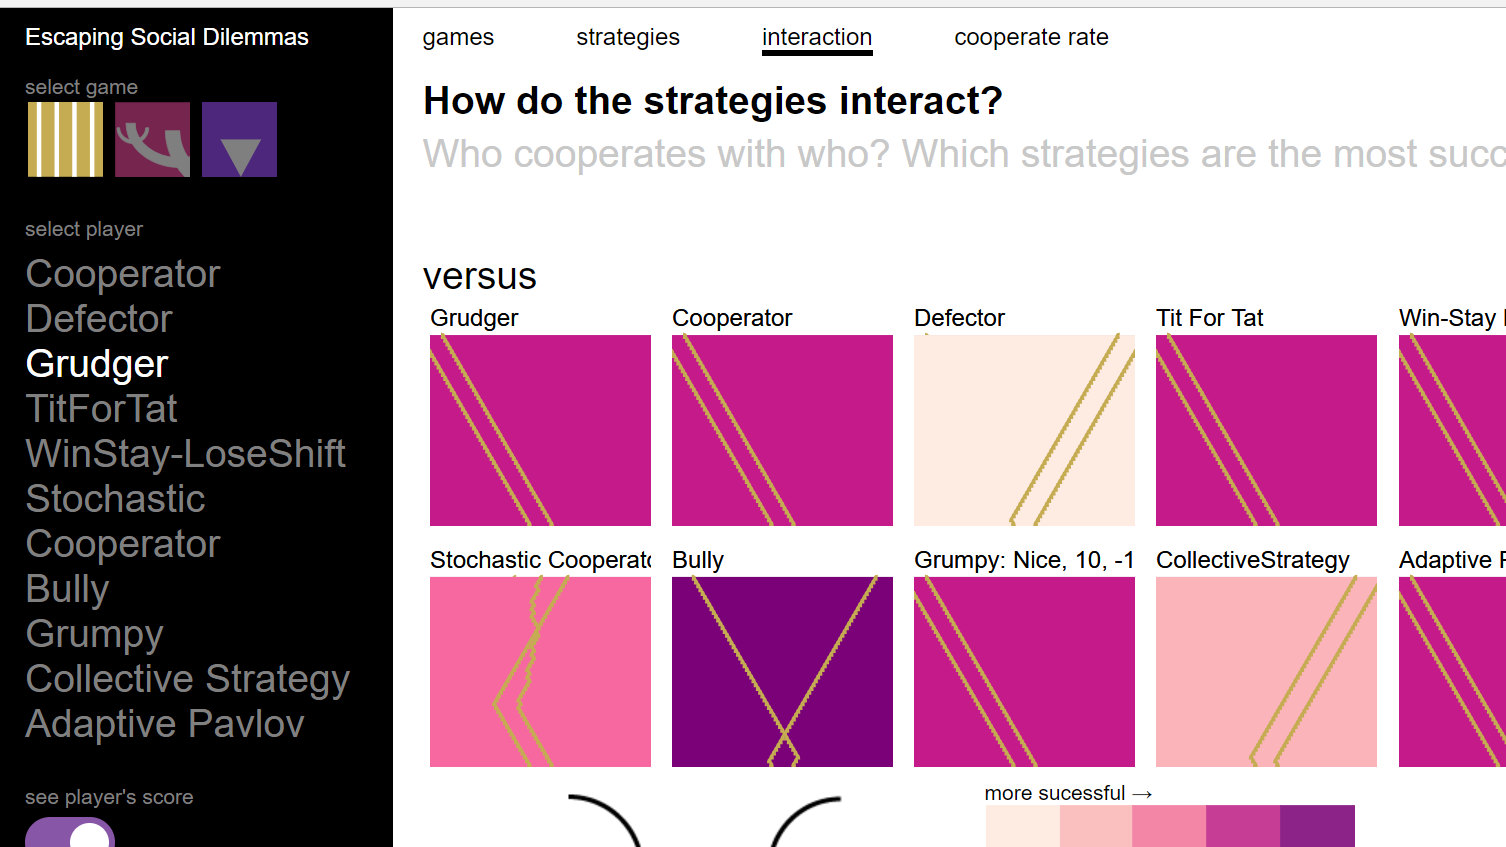 Escaping Social Dilemmas
select game
select player
Cooperator
Defector
Grudger
TitForTat
WinStay-LoseShift
Stochastic
Cooperator
Bully
Grumpy
Collective Strategy
Adaptive Pavlov
see player's score
games strategies interaction cooperate rate
How do the strategies interact?
Who cooperates with who? Which strategies are the most succ
versus
Grudger Cooperator Defector Tit For Tat Win-Stay
Stochastic Cooperato Bully Grumpy: Nice, 10, -1 CollectiveStrategy Adaptive
more sucessful →